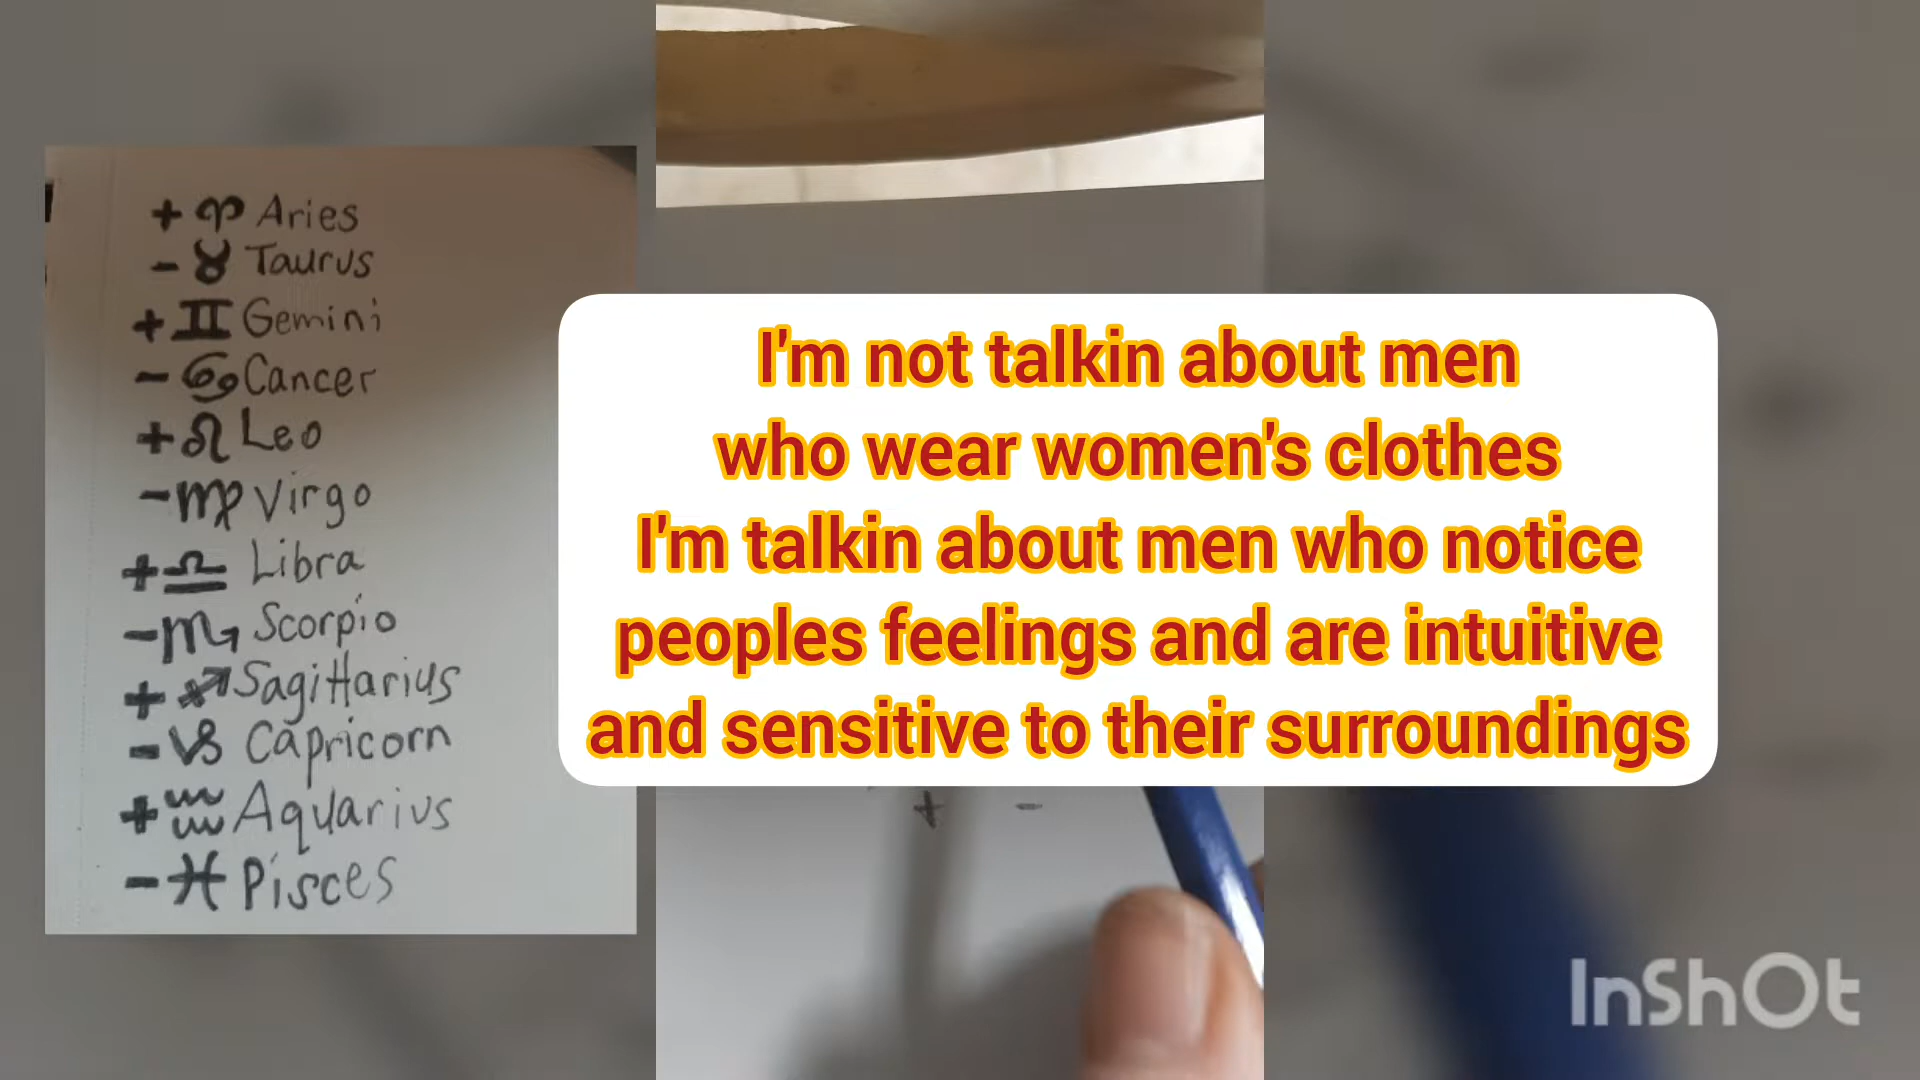 + ♈ Aries
- ♉ Taurus
+ ♊ Gemini
- ♋ Cancer
+ ♌ Leo
- ♍ Virgo
+ ♎ Libra
- ♏ Scorpio
+ ♐ Sagittarius
- ♑ Capricorn
+ ♒ Aquarius
- ♓ Pisces
I'm not talkin about men
who wear women's clothes
I'm talkin about men who notice
peoples feelings and are intuitive
and sensitive to their surroundings
+ -
InShOt